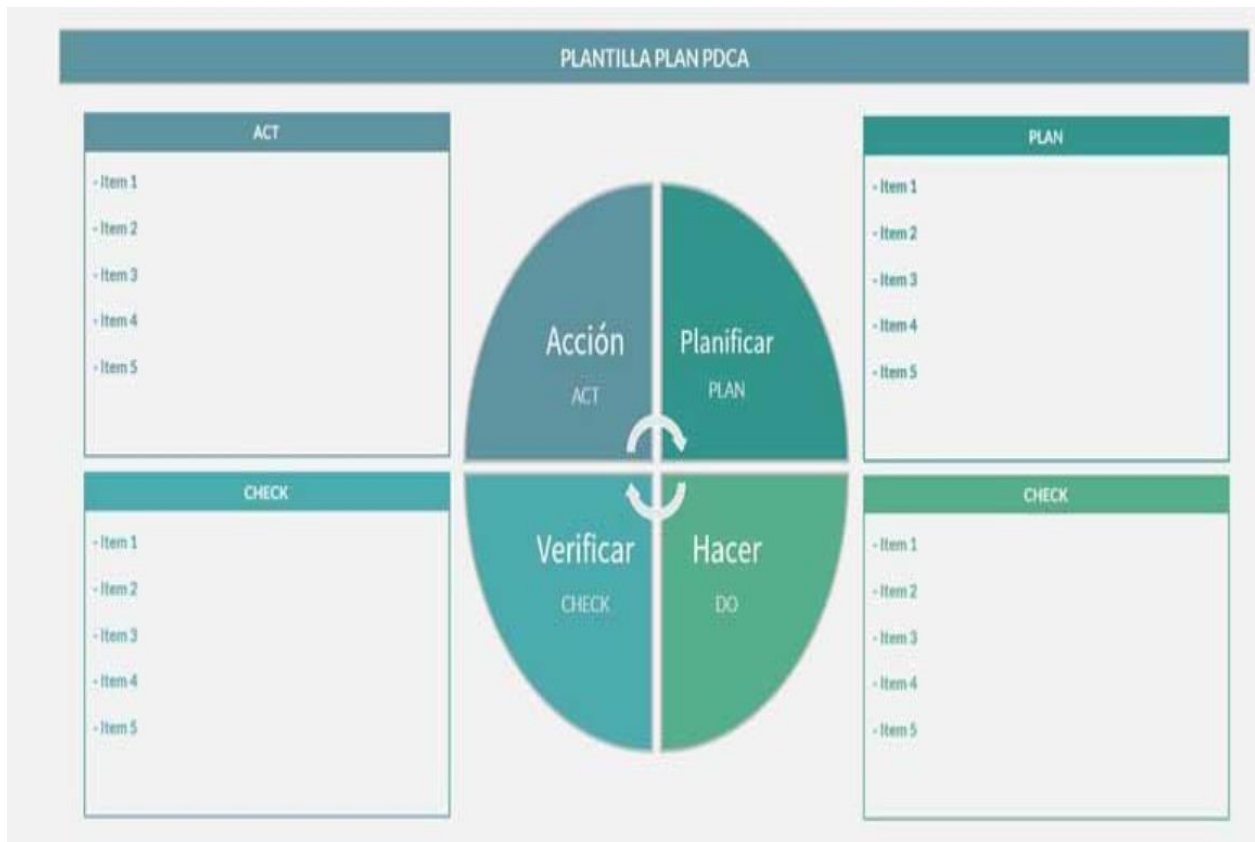 PLANTILLA PLAN PDCA
ACT
- Item 1
- Item 2
- Item 3
- Item 4
- Item 5
PLAN
- Item 1
- Item 2
- Item 3
- Item 4
- Item 5
Acción
ACT
Planificar
PLAN
Verificar
CHECK
Hacer
DO
CHECK
- Item 1
- Item 2
- Item 3
- Item 4
- Item 5
CHECK
- Item 1
- Item 2
- Item 3
- Item 4
- Item 5